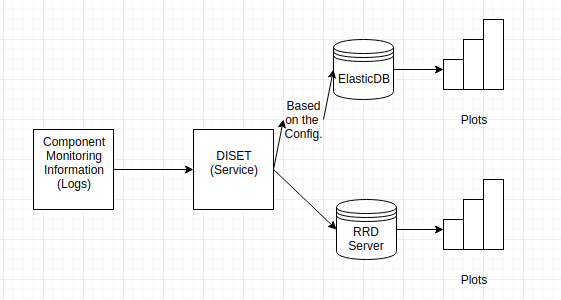 Component
Monitoring
Information
(Logs)
DISET
(Service)
Based
on the
Config.
ElasticDB
Plots
RRD
Server
Plots